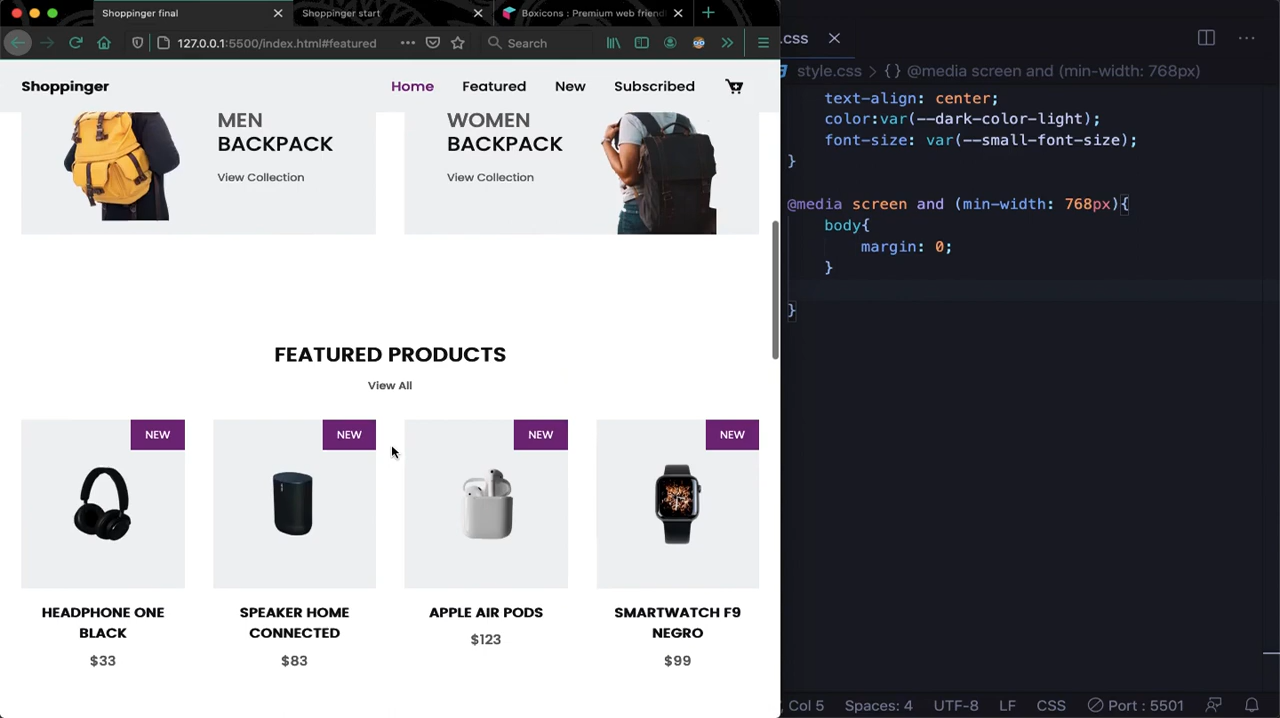 Shoppinger final
Shoppinger start
Boxicons : Premium web friend
127.0.0.1:5500/index.html#featured
Search
Shoppinger
Home
Featured
New
Subscribed
MEN
BACKPACK
View Collection
WOMEN
BACKPACK
View Collection
FEATURED PRODUCTS
View All
NEW
NEW
NEW
NEW
HEADPHONE ONE
BLACK
$33
SPEAKER HOME
CONNECTED
$83
APPLE AIR PODS
$123
SMARTWATCH F9
NEGRO
$99
.css
style.css > {} @media screen and (min-width: 768px)
text-align: center;
color:var(--dark-color-light);
font-size: var(--small-font-size);
}
@media screen and (min-width: 768px){
body{
margin: 0;
}
}
Col 5
Spaces: 4
UTF-8
LF
CSS
Port : 5501